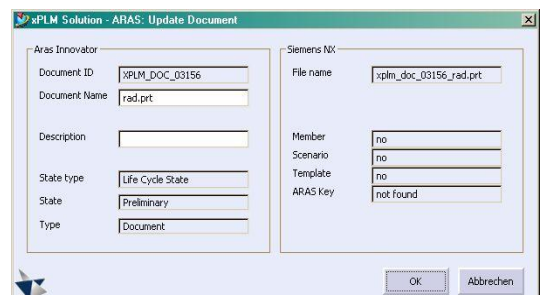 xPLM Solution - ARAS: Update Document
Aras Innovator
Document ID XPLM_DOC_03156
Document Name rad.prt
Description
State type Life Cycle State
State Preliminary
Type Document
Siemens NX
File name xplm_doc_03156_rad.prt
Member no
Scenario no
Template no
ARAS Key not found
OK Abbrechen